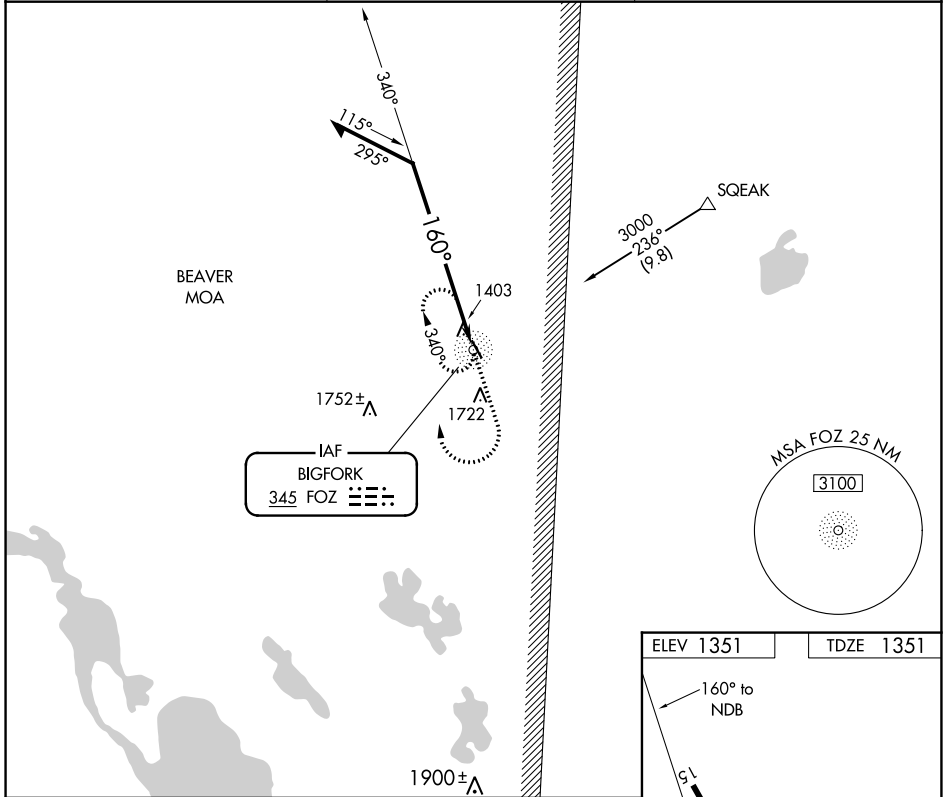 340°
115°
295°
SQEAK
3000
236°
(9.8)
160°
BEAVER
MOA
1403
340°
1752±
1722
IAF
BIGFORK
345 FOZ
MSA FOZ 25 NM
3100
ELEV 1351
TDZE 1351
160° to
NDB
15
1900±